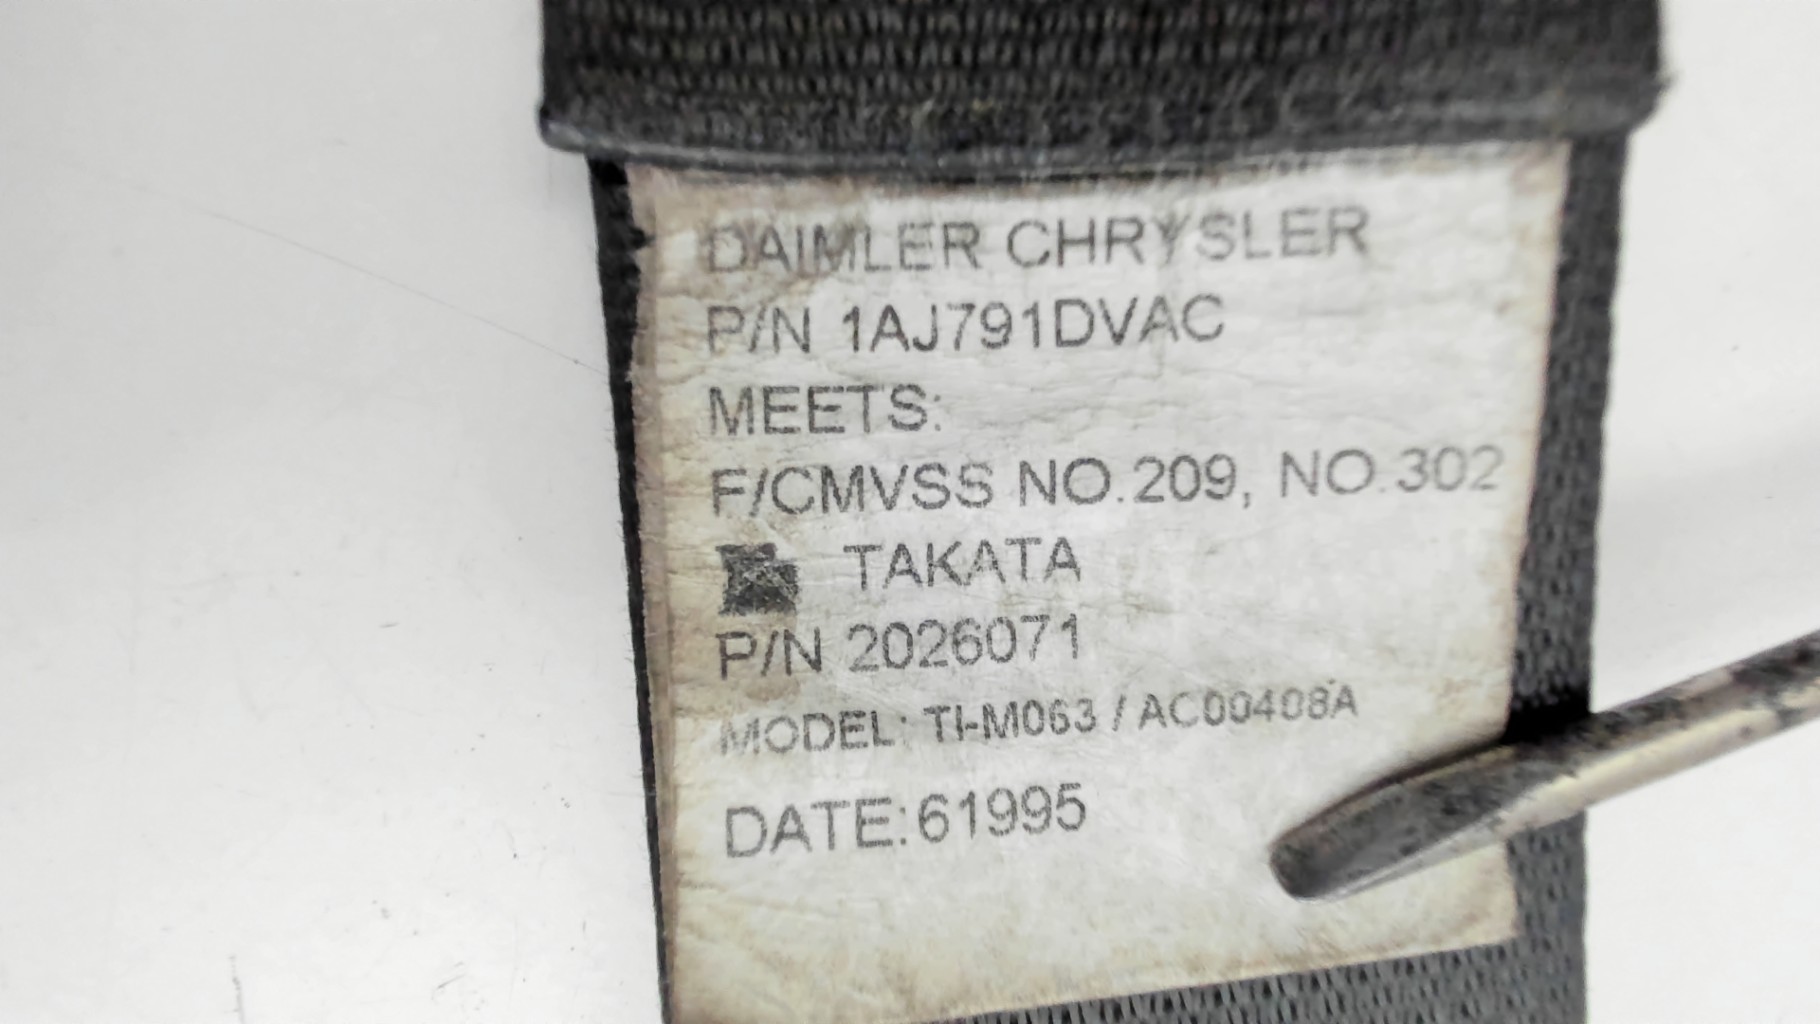 DAIMLER CHRYSLER
P/N 1AJ791DVAC
MEETS:
F/CMVSS NO.209, NO.302
TAKATA
P/N 2026071
MODEL: TI-M063 / AC00408A
DATE:61995